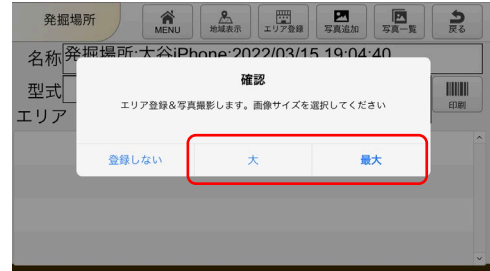 発掘場所
MENU
地域表示
エリア登録
写真追加
写真一覧
戻る
名称 発掘場所:大谷iPhone:2022/03/15 19:04:40
型式
印刷
エリア
確認
エリア登録&写真撮影します。画像サイズを選択してください
登録しない
大
最大